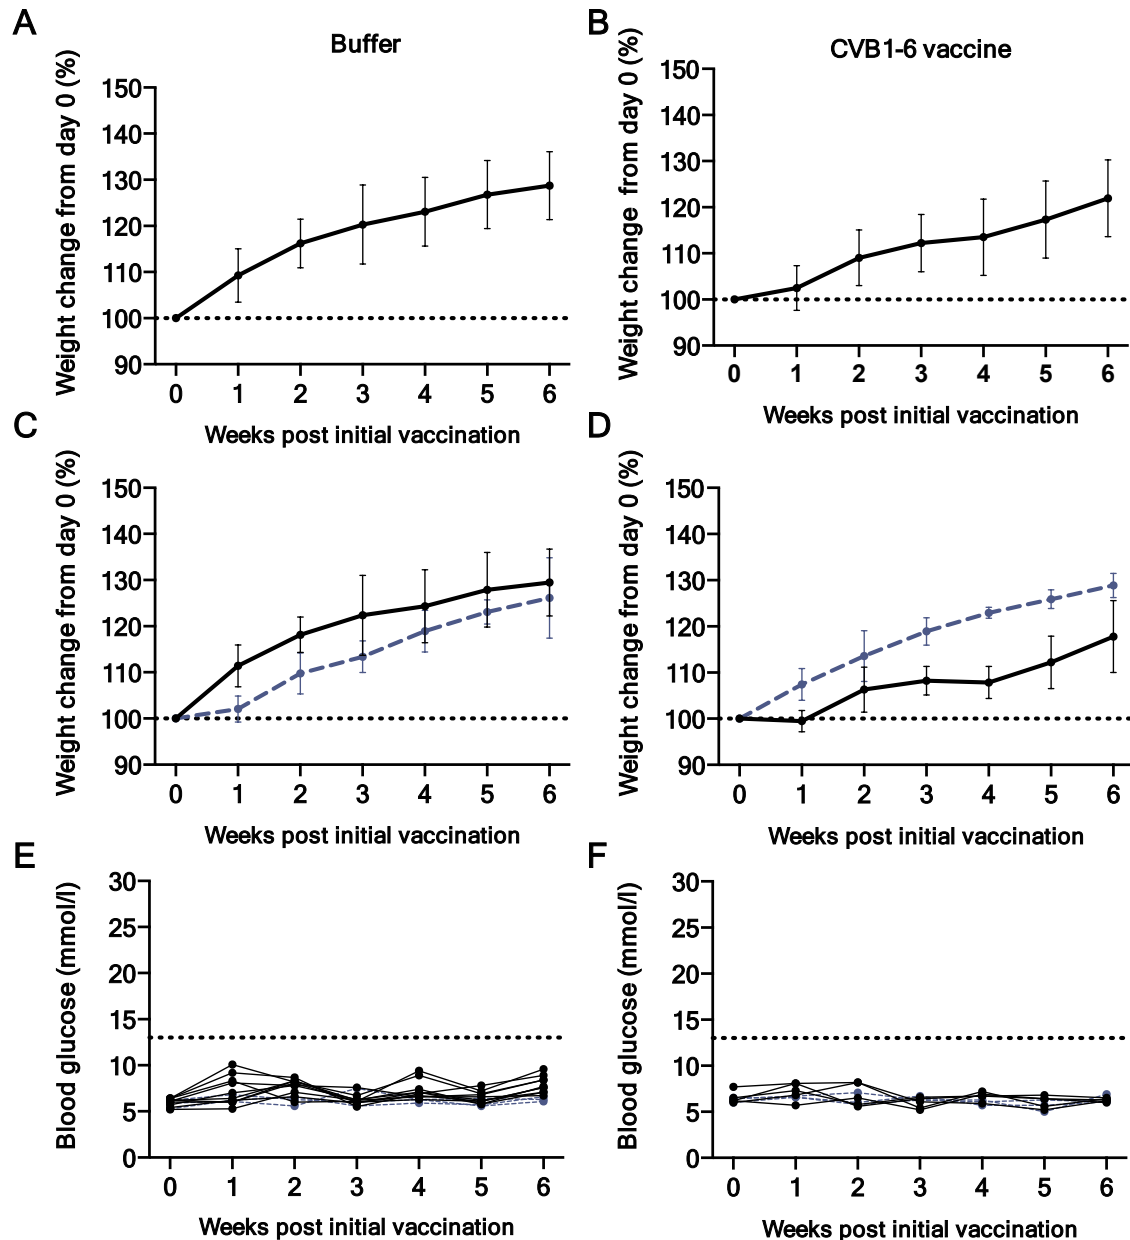 A
Buffer
Weight change from day 0 (%)
150
140
130
120
110
100
90
0 1 2 3 4 5 6
Weeks post initial vaccination
B
CVB1-6 vaccine
Weight change from day 0 (%)
150
140
130
120
110
100
90
0 1 2 3 4 5 6
Weeks post initial vaccination
C
Weight change from day 0 (%)
150
140
130
120
110
100
90
0 1 2 3 4 5 6
Weeks post initial vaccination
D
Weight change from day 0 (%)
150
140
130
120
110
100
90
0 1 2 3 4 5 6
Weeks post initial vaccination
E
Blood glucose (mmol/l)
30
25
20
15
10
5
0
0 1 2 3 4 5 6
Weeks post initial vaccination
F
Blood glucose (mmol/l)
30
25
20
15
10
5
0
0 1 2 3 4 5 6
Weeks post initial vaccination